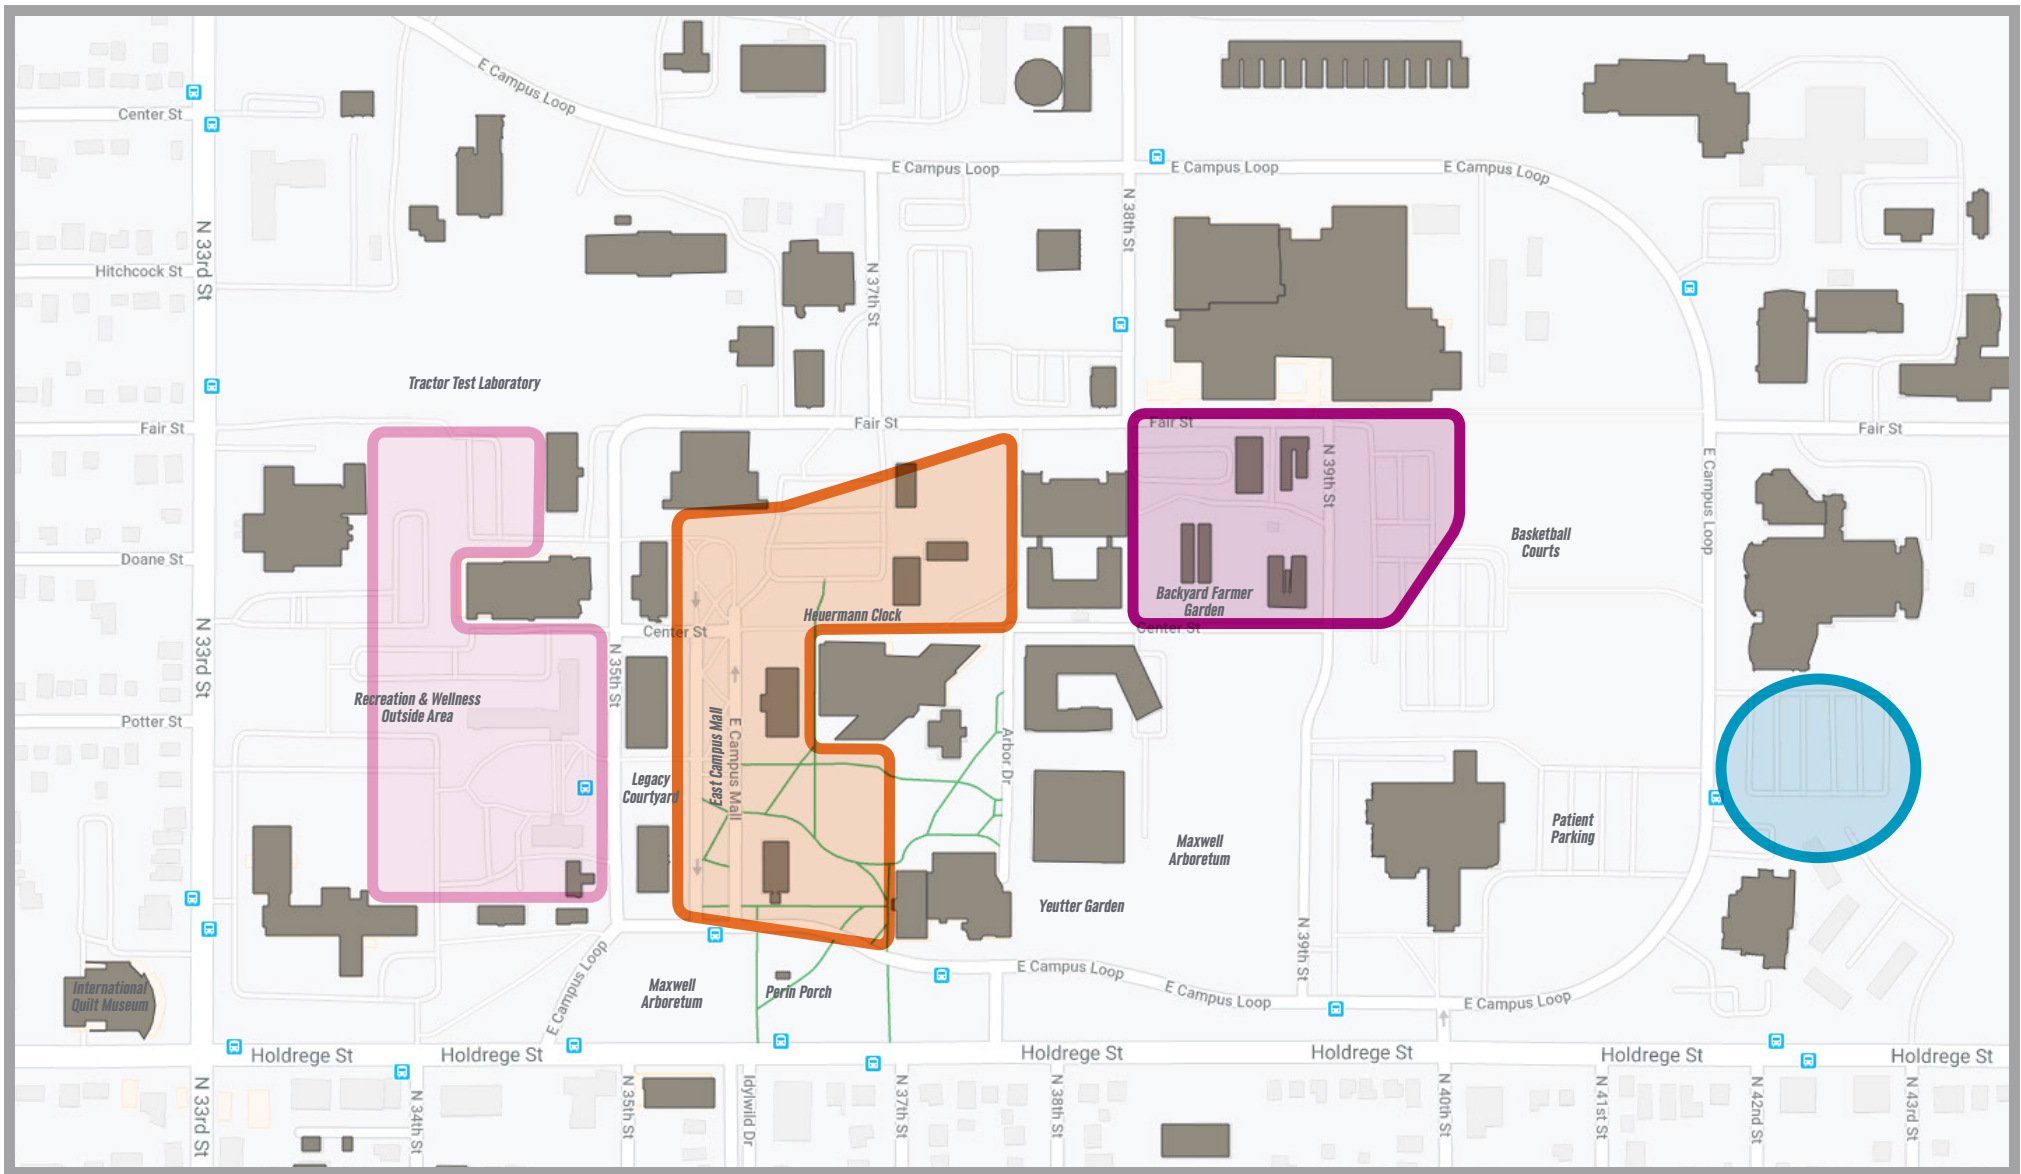 E Campus Loop
Center St
E Campus Loop
E Campus Loop
E Campus Loop
N 38th St
N 33rd St
Hitchcock St
N 37th St
Tractor Test Laboratory
Fair St
Fair St
Fair St
Fair St
N 39th St
E Campus Loop
Basketball
Courts
Doane St
Backyard Farmer
Garden
Heuermann Clock
Center St
Center St
N 33rd St
N 35th St
Recreation & Wellness
Outside Area
Potter St
East Campus Mall
E Campus Mall
Arbor Dr
Legacy
Courtyard
Patient
Parking
Maxwell
Arboretum
Yeutter Garden
N 39th St
E Campus Loop
E Campus Loop
E Campus Loop
E Campus Loop
International
Quilt Museum
Maxwell
Arboretum
Perin Porch
Holdrege St
Holdrege St
Holdrege St
Holdrege St
Holdrege St
Holdrege St
N 33rd St
N 34th St
N 35th St
Idylwild Dr
N 37th St
N 38th St
N 40th St
N 41st St
N 42nd St
N 43rd St